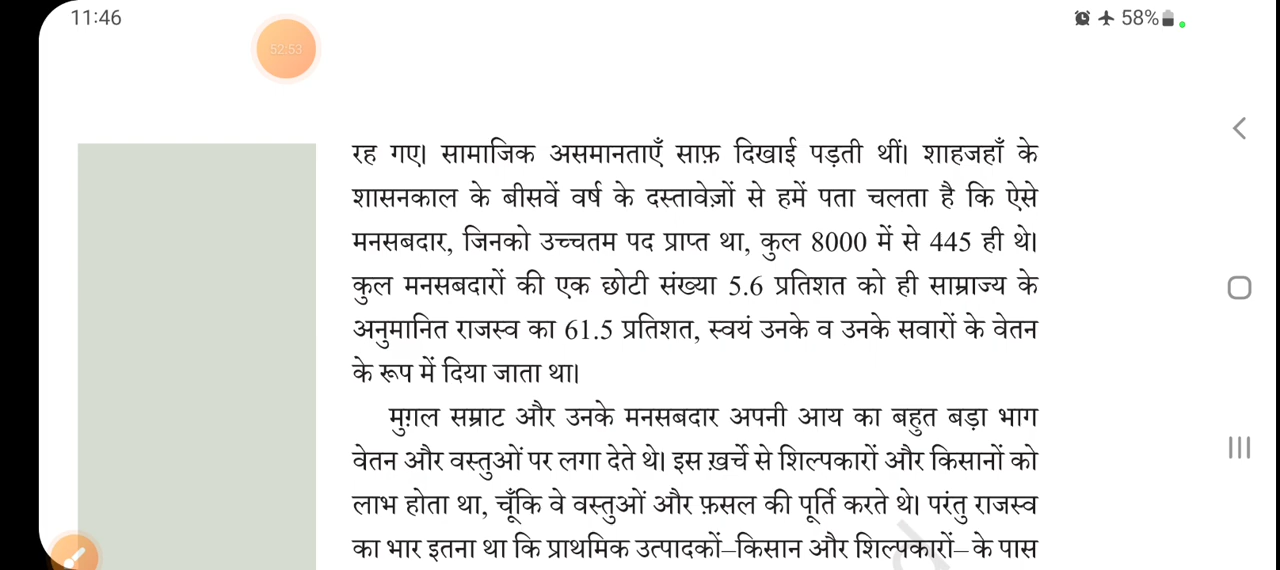 11:46
58%
52:53
रह गए। सामाजिक असमानताएँ साफ़ दिखाई पड़ती थीं। शाहजहाँ के
शासनकाल के बीसवें वर्ष के दस्तावेज़ों से हमें पता चलता है कि ऐसे
मनसबदार, जिनको उच्चतम पद प्राप्त था, कुल 8000 में से 445 ही थे।
कुल मनसबदारों की एक छोटी संख्या 5.6 प्रतिशत को ही साम्राज्य के
अनुमानित राजस्व का 61.5 प्रतिशत, स्वयं उनके व उनके सवारों के वेतन
के रूप में दिया जाता था।
मुग़ल सम्राट और उनके मनसबदार अपनी आय का बहुत बड़ा भाग
वेतन और वस्तुओं पर लगा देते थे। इस ख़र्चे से शिल्पकारों और किसानों को
लाभ होता था, चूँकि वे वस्तुओं और फ़सल की पूर्ति करते थे। परंतु राजस्व
का भार इतना था कि प्राथमिक उत्पादकों–किसान और शिल्पकारों– के पास